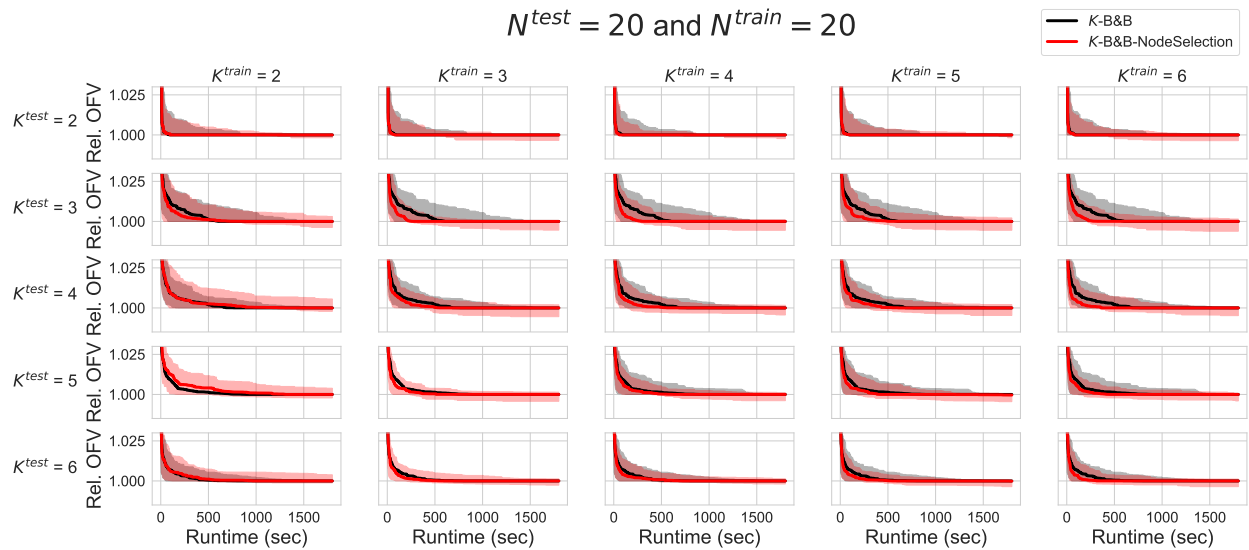 N^test = 20 and N^train = 20
K-B&B
K-B&B-NodeSelection
K^train = 2
K^train = 3
K^train = 4
K^train = 5
K^train = 6
K^test = 2
Rel. OFV
1.025
1.000
K^test = 3
Rel. OFV
1.025
1.000
K^test = 4
Rel. OFV
1.025
1.000
K^test = 5
Rel. OFV
1.025
1.000
K^test = 6
Rel. OFV
1.025
1.000
0 500 1000 1500
0 500 1000 1500
0 500 1000 1500
0 500 1000 1500
0 500 1000 1500
Runtime (sec)
Runtime (sec)
Runtime (sec)
Runtime (sec)
Runtime (sec)